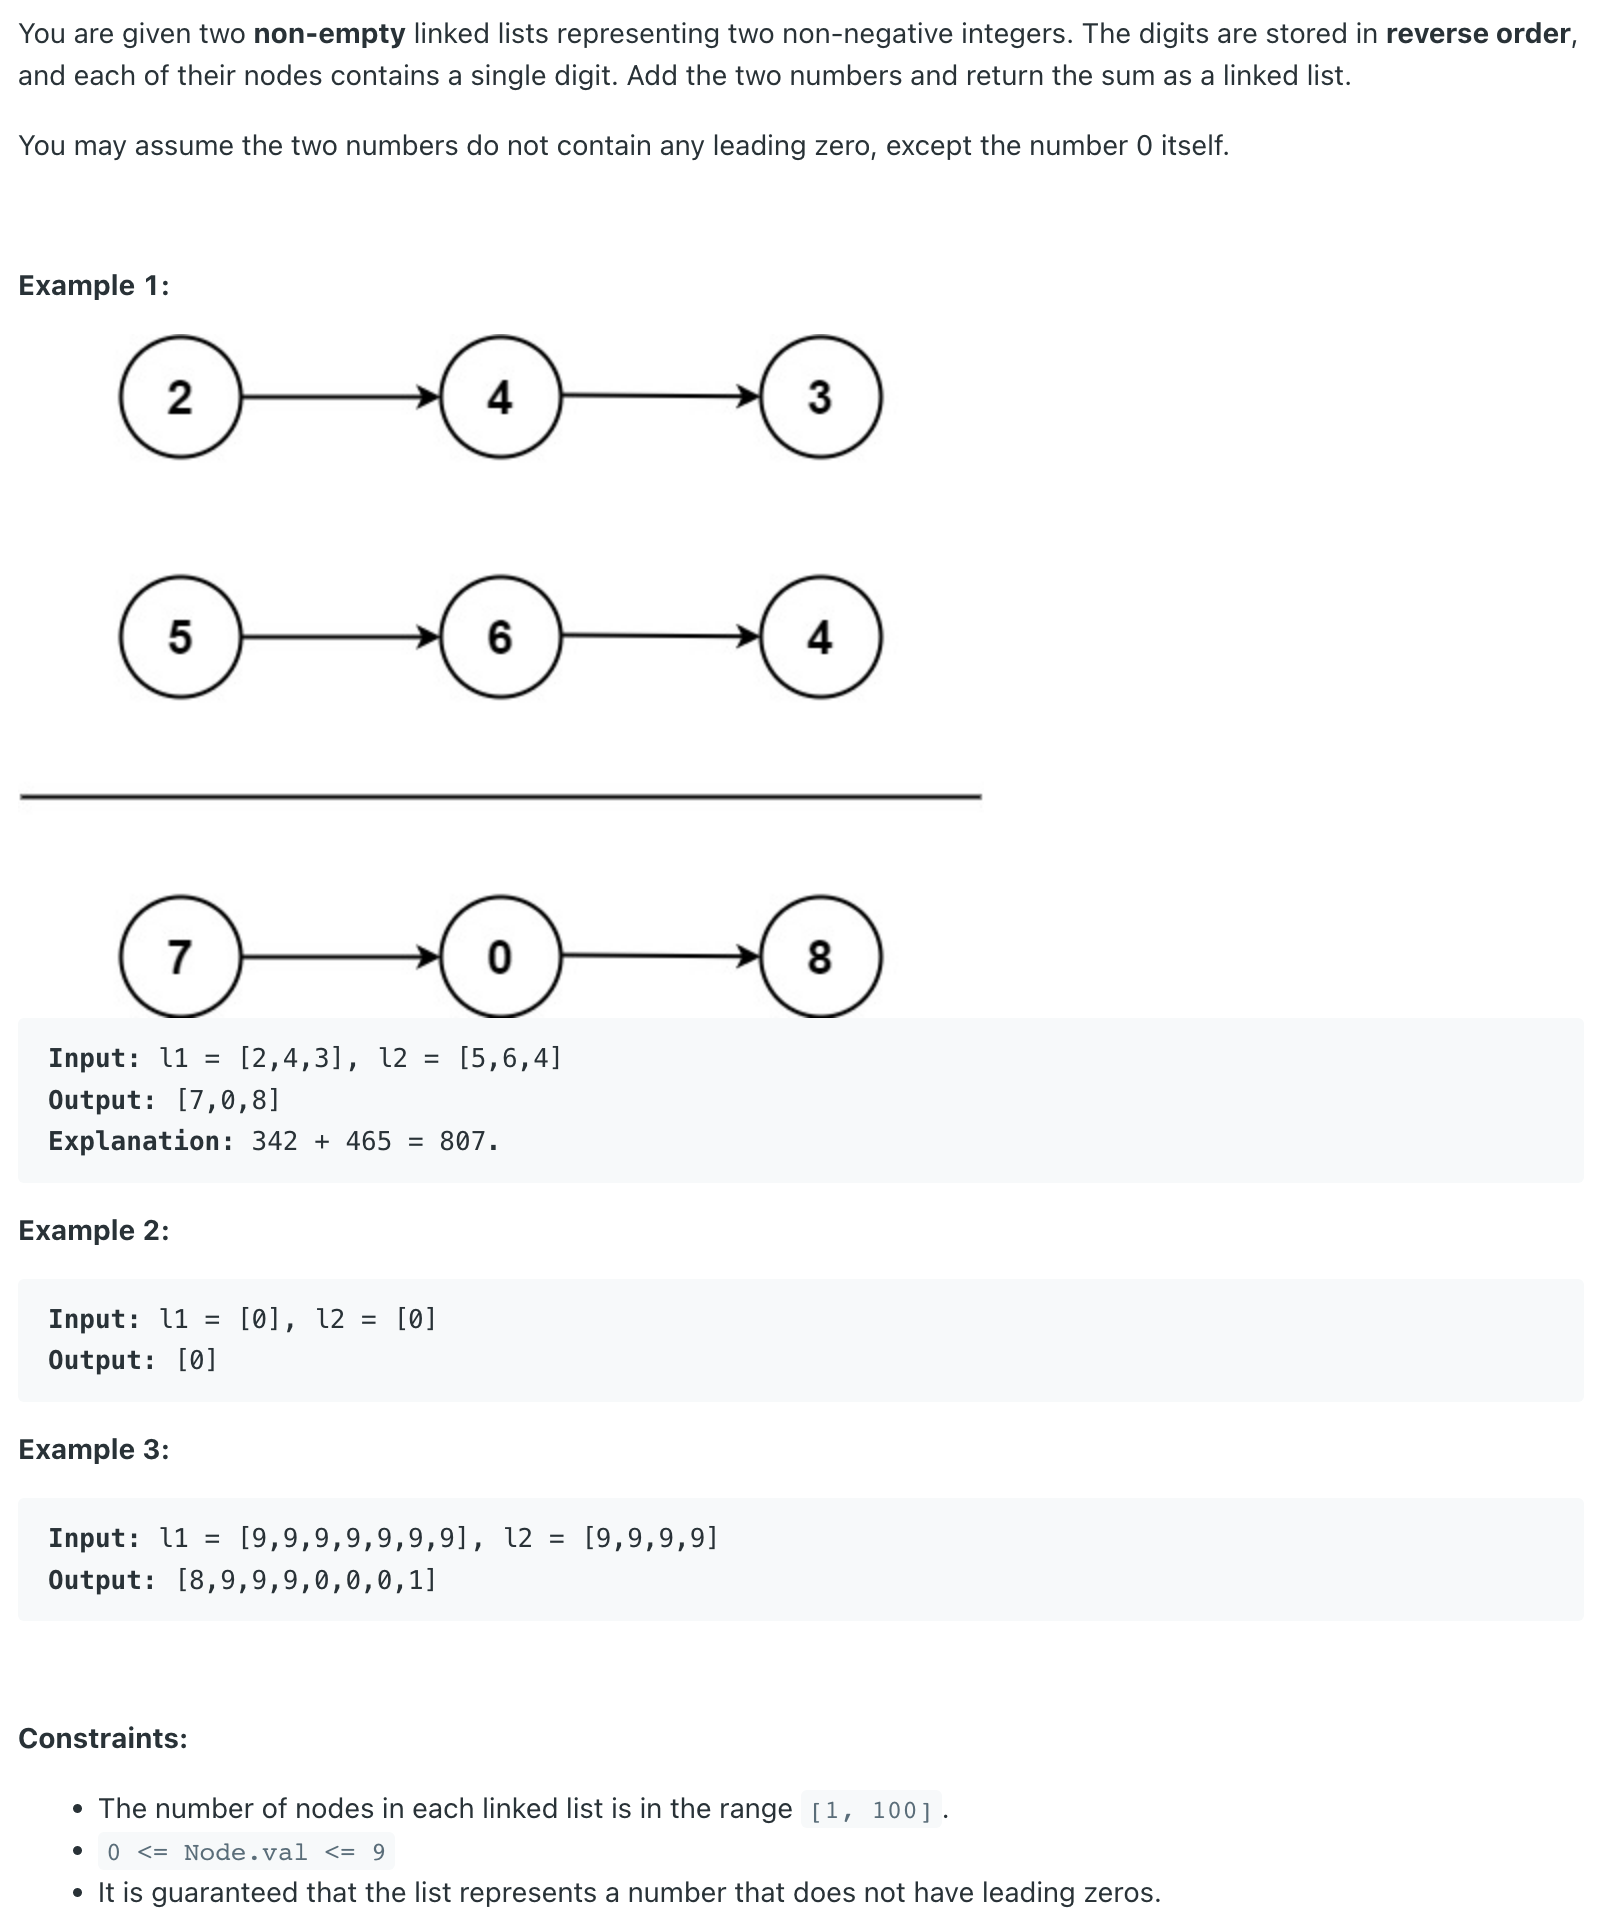 You are given two non-empty linked lists representing two non-negative integers. The digits are stored in reverse order,
and each of their nodes contains a single digit. Add the two numbers and return the sum as a linked list.
You may assume the two numbers do not contain any leading zero, except the number 0 itself.
Example 1:
2 4 3
5 6 4
7 0 8
Input: l1 = [2,4,3], l2 = [5,6,4]
Output: [7,0,8]
Explanation: 342 + 465 = 807.
Example 2:
Input: l1 = [0], l2 = [0]
Output: [0]
Example 3:
Input: l1 = [9,9,9,9,9,9,9], l2 = [9,9,9,9]
Output: [8,9,9,9,0,0,0,1]
Constraints:
• The number of nodes in each linked list is in the range [1, 100].
• 0 <= Node.val <= 9
• It is guaranteed that the list represents a number that does not have leading zeros.